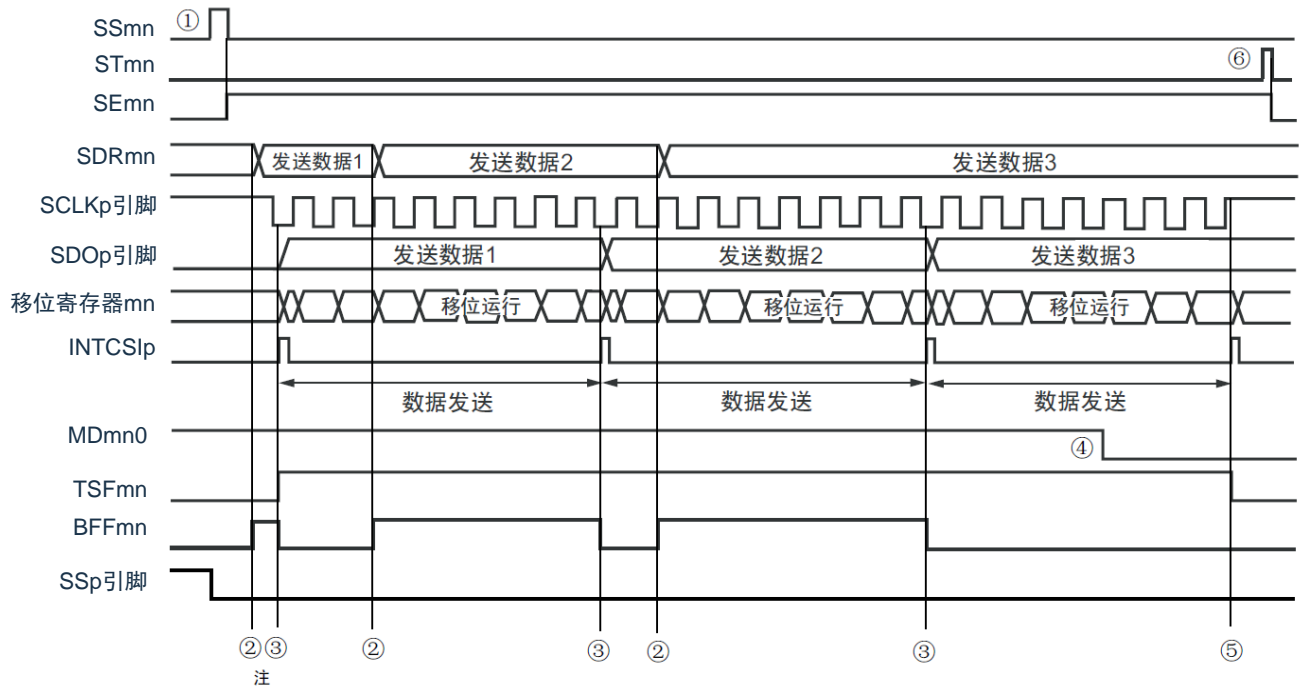 ① SSmn
STmn ⑥
SEmn
SDRmn 发送数据1 发送数据2 发送数据3
SCLKp引脚
SDOp引脚 发送数据1 发送数据2 发送数据3
移位寄存器mn 移位运行 移位运行 移位运行
INTCSIp
数据发送 数据发送 数据发送
MDmn0 ④
TSFmn
BFFmn
SSp引脚
② ③ ② ③ ② ③ ⑤
注